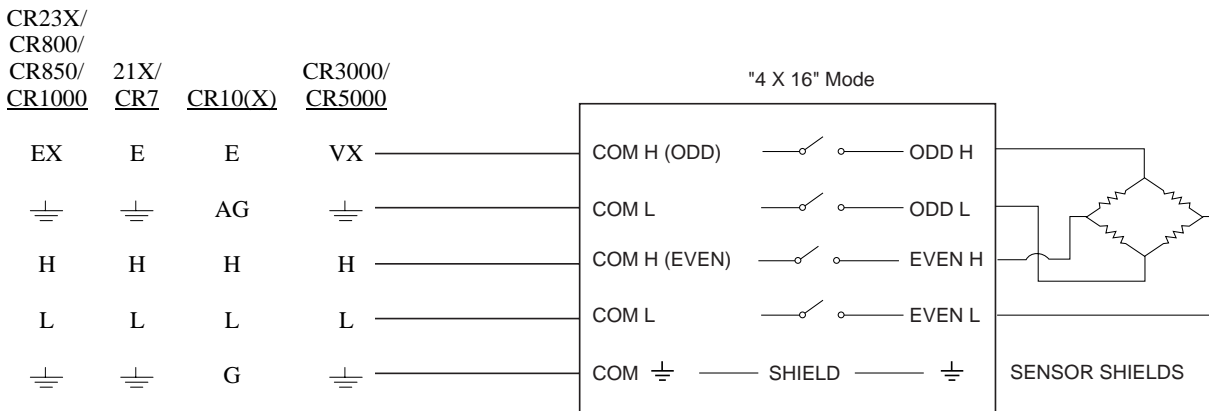 CR23X/
CR800/
CR850/ 21X/ CR3000/
CR1000 CR7 CR10(X) CR5000
"4 X 16" Mode
EX E E VX COM H (ODD) ODD H
AG COM L ODD L
H H H H COM H (EVEN) EVEN H
L L L L COM L EVEN L
G COM SHIELD SENSOR SHIELDS